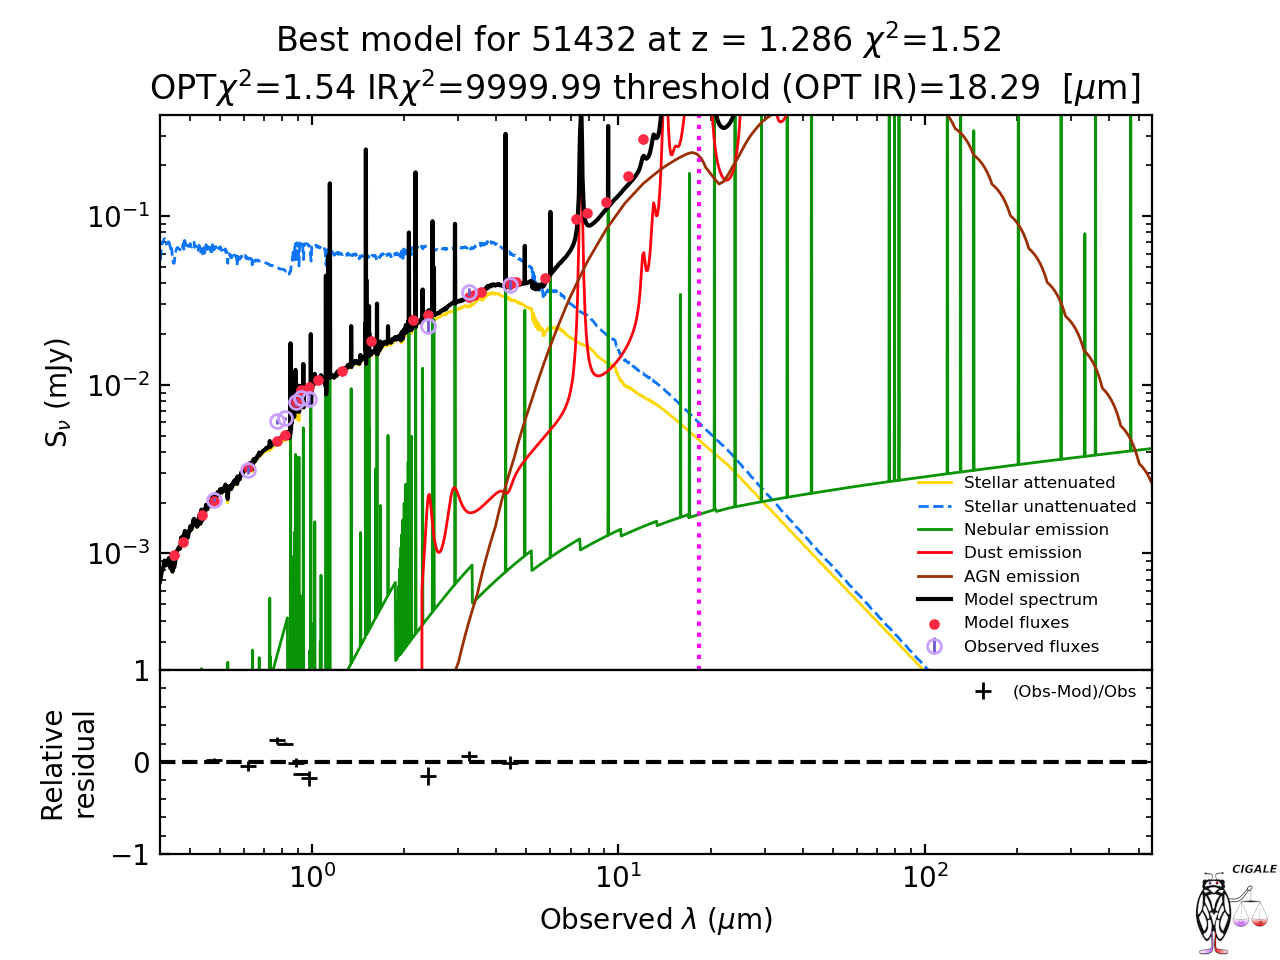 Best model for 51432 at z = 1.286 χ²=1.52
OPTχ²=1.54 IRχ²=9999.99 threshold (OPT IR)=18.29 [μm]
10⁻¹
10⁻²
10⁻³
Sν (mJy)
Stellar attenuated
Stellar unattenuated
Nebular emission
Dust emission
AGN emission
Model spectrum
Model fluxes
Observed fluxes
1
0
−1
Relative
residual
(Obs-Mod)/Obs
10⁰
10¹
10²
Observed λ (μm)
CIGALE